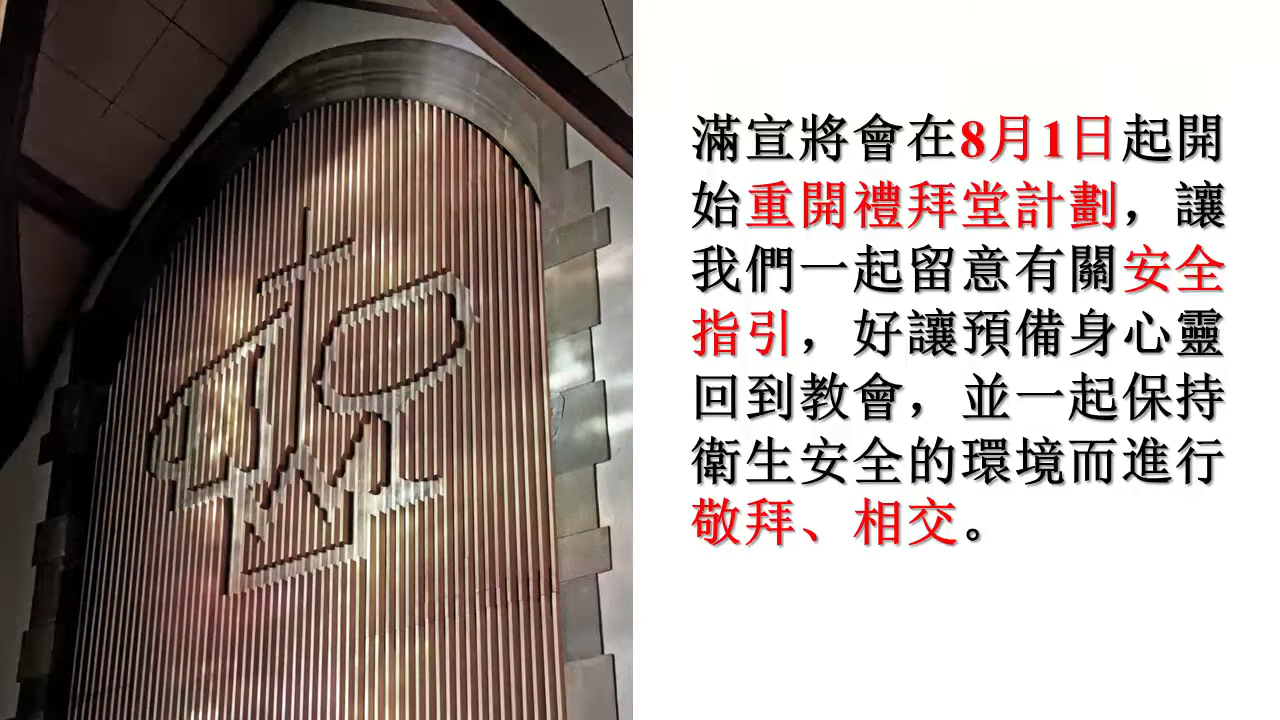 滿宣將會在8月1日起開
始重開禮拜堂計劃，讓
我們一起留意有關安全
指引，好讓預備身心靈
回到教會，並一起保持
衛生安全的環境而進行
敬拜、相交。